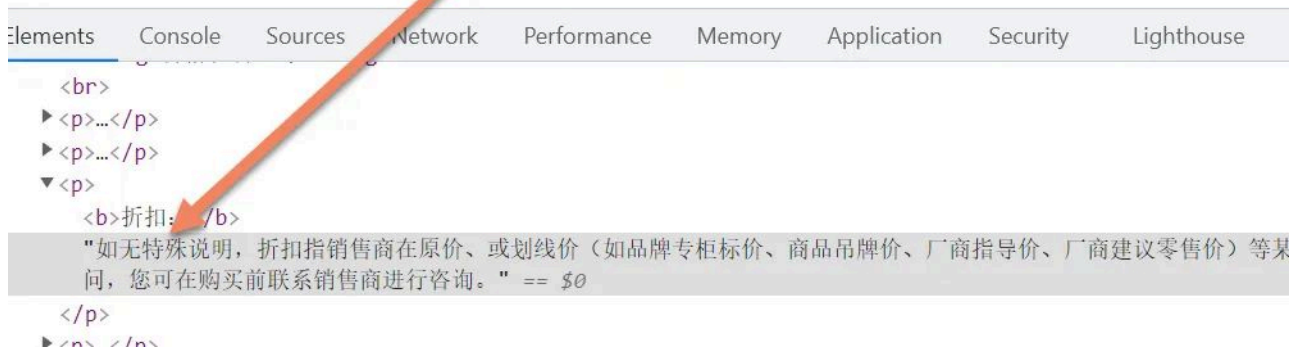 Elements Console Sources Network Performance Memory Application Security Lighthouse
<br>
▶<p>…</p>
▶<p>…</p>
▼<p>
<b>折扣: /b>
"如无特殊说明，折扣指销售商在原价、或划线价（如品牌专柜标价、商品吊牌价、厂商指导价、厂商建议零售价）等某
问，您可在购买前联系销售商进行咨询。" == $0
</p>
▶<p> </p>